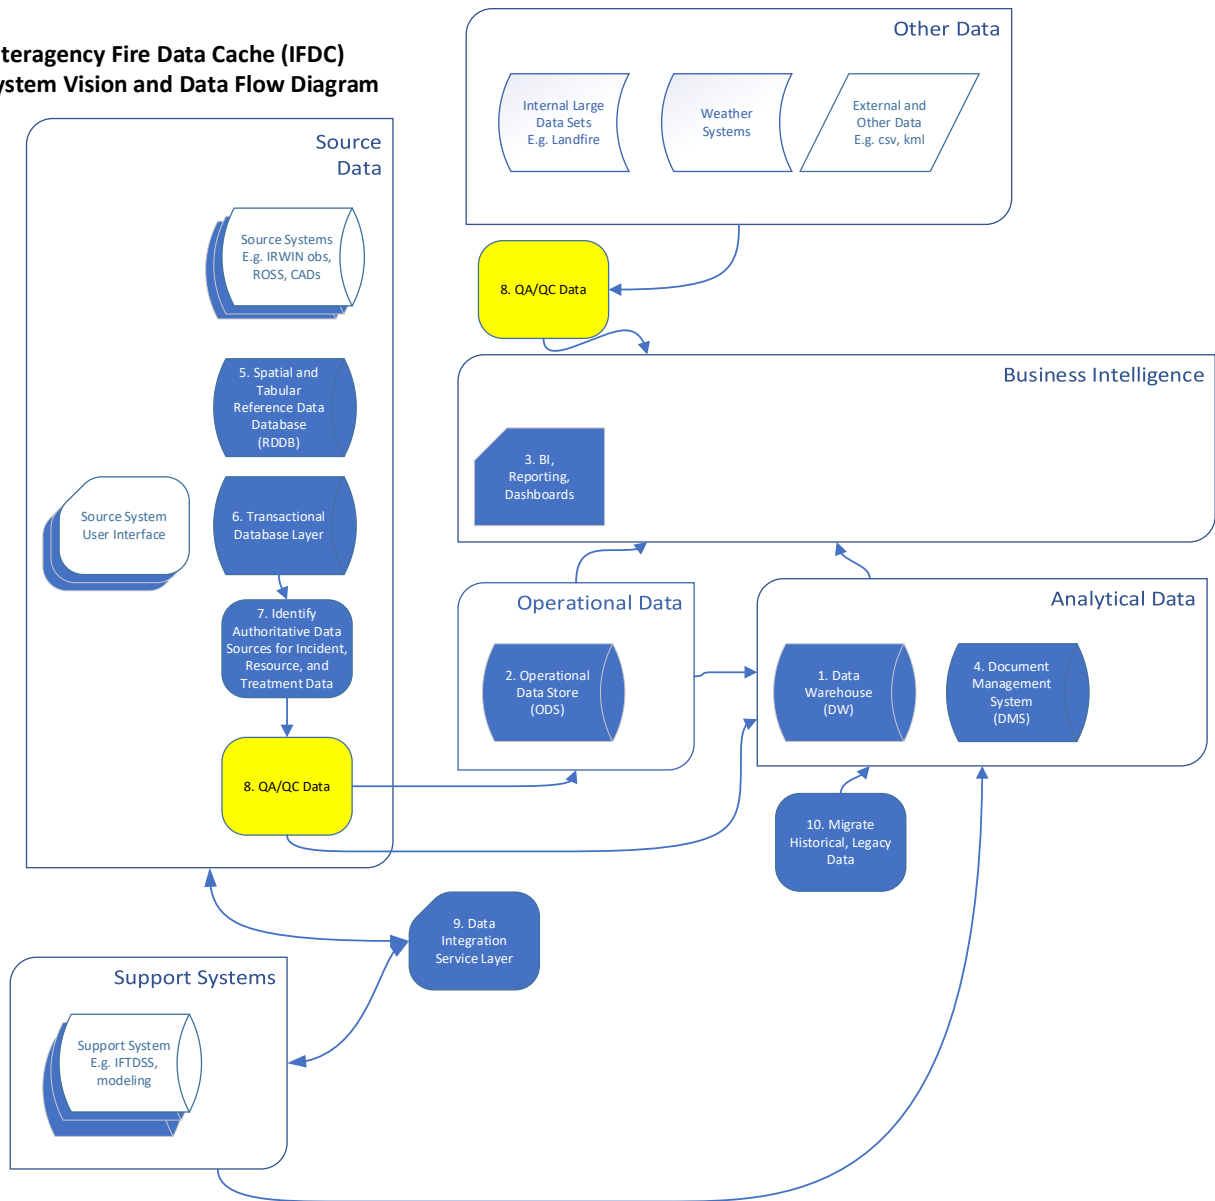 teragency Fire Data Cache (IFDC)
ystem Vision and Data Flow Diagram
Other Data
Internal Large
Data Sets
E.g. Landfire
Weather
Systems
External and
Other Data
E.g. csv, kml
Source
Data
Source Systems
E.g. IRWIN obs,
ROSS, CADs
8. QA/QC Data
5. Spatial and
Tabular
Reference Data
Database
(RDDB)
Business Intelligence
3. BI,
Reporting,
Dashboards
Source System
User Interface
6. Transactional
Database Layer
7. Identify
Authoritative Data
Sources for Incident,
Resource, and
Treatment Data
Operational Data
2. Operational
Data Store
(ODS)
Analytical Data
1. Data
Warehouse
(DW)
4. Document
Management
System
(DMS)
8. QA/QC Data
10. Migrate
Historical, Legacy
Data
9. Data
Integration
Service Layer
Support Systems
Support System
E.g. IFTDSS,
modeling